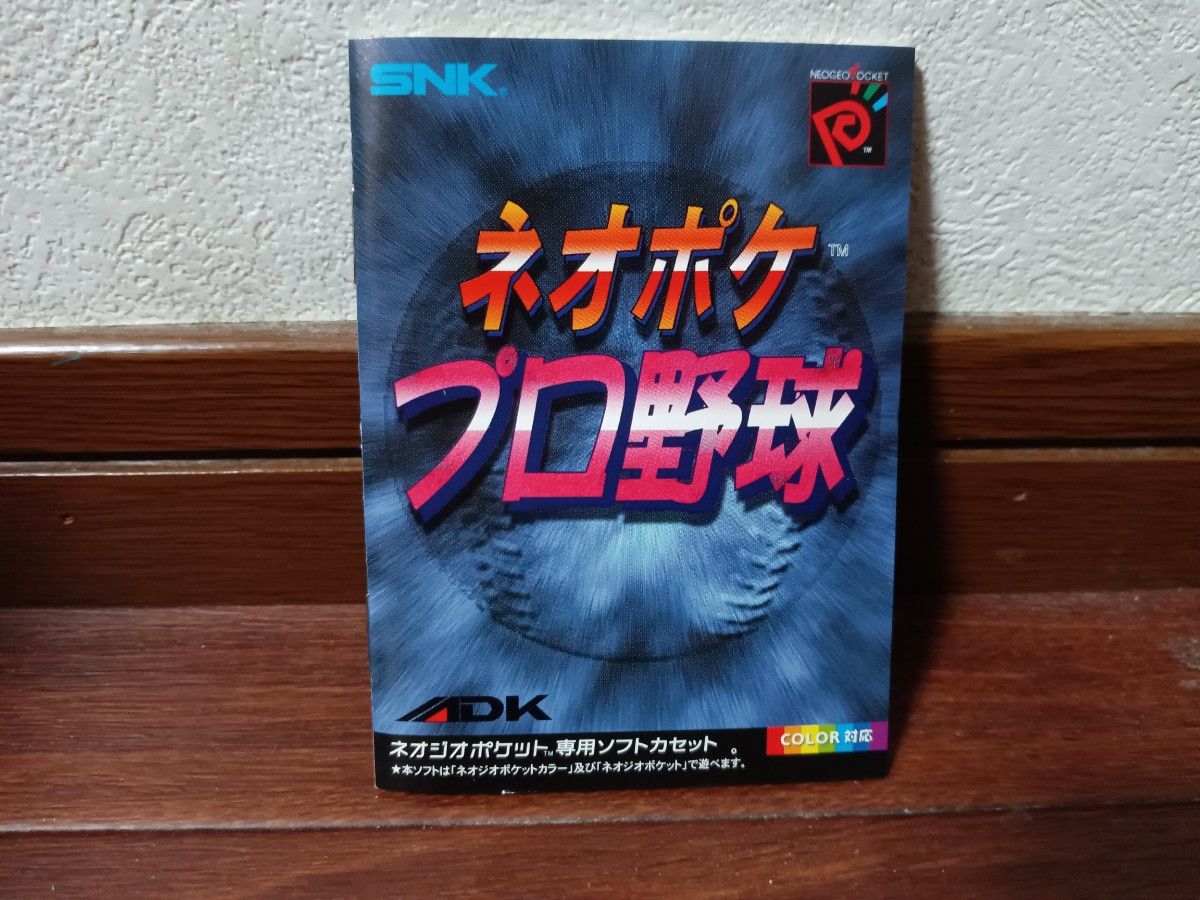 SNK®
NEOGEO POCKET
TM
ネオポケ™
プロ野球
ADK
ネオジオポケット™専用ソフトカセット。
COLOR 対応
★本ソフトは「ネオジオポケットカラー」及び「ネオジオポケット」で遊べます。